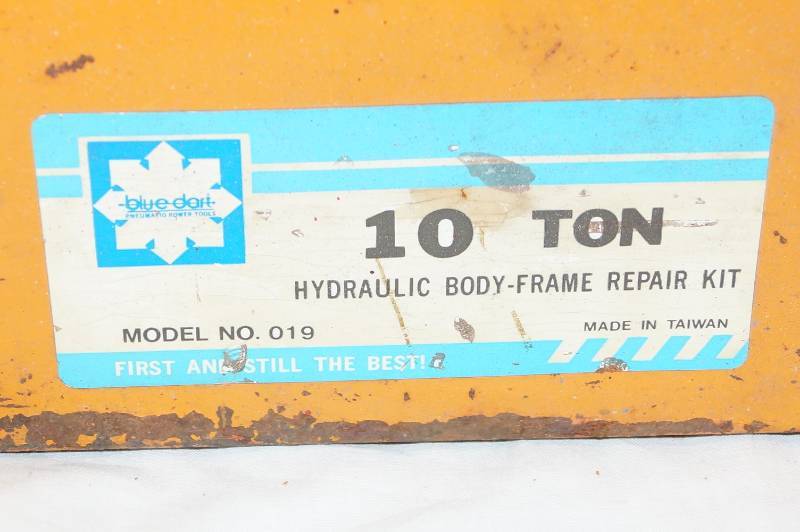 -blue-dart-
PNEUMATIC POWER TOOLS
10 TON
HYDRAULIC BODY-FRAME REPAIR KIT
MODEL NO. 019
MADE IN TAIWAN
FIRST AND STILL THE BEST!